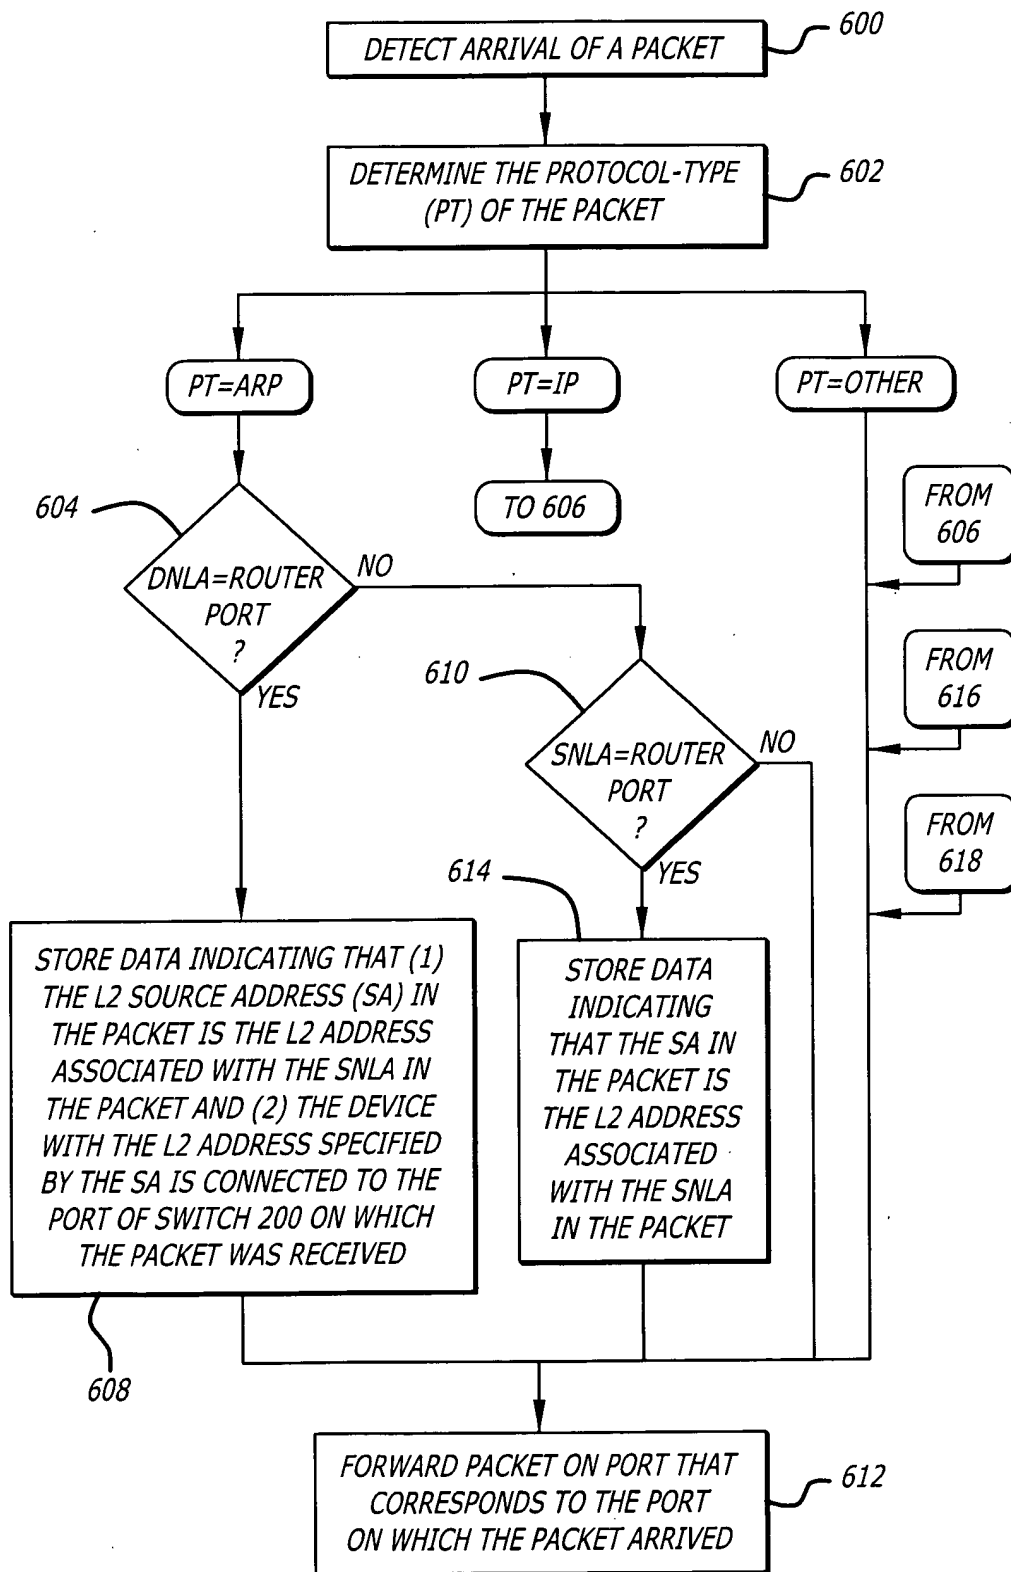 DETECT ARRIVAL OF A PACKET
600
DETERMINE THE PROTOCOL-TYPE
(PT) OF THE PACKET
602
PT=ARP
PT=IP
PT=OTHER
TO 606
FROM
606
604
DNLA=ROUTER
PORT
?
NO
YES
FROM
616
610
SNLA=ROUTER
PORT
?
NO
YES
FROM
618
614
STORE DATA INDICATING THAT (1)
THE L2 SOURCE ADDRESS (SA) IN
THE PACKET IS THE L2 ADDRESS
ASSOCIATED WITH THE SNLA IN
THE PACKET AND (2) THE DEVICE
WITH THE L2 ADDRESS SPECIFIED
BY THE SA IS CONNECTED TO THE
PORT OF SWITCH 200 ON WHICH
THE PACKET WAS RECEIVED
608
STORE DATA
INDICATING
THAT THE SA IN
THE PACKET IS
THE L2 ADDRESS
ASSOCIATED
WITH THE SNLA
IN THE PACKET
FORWARD PACKET ON PORT THAT
CORRESPONDS TO THE PORT
ON WHICH THE PACKET ARRIVED
612